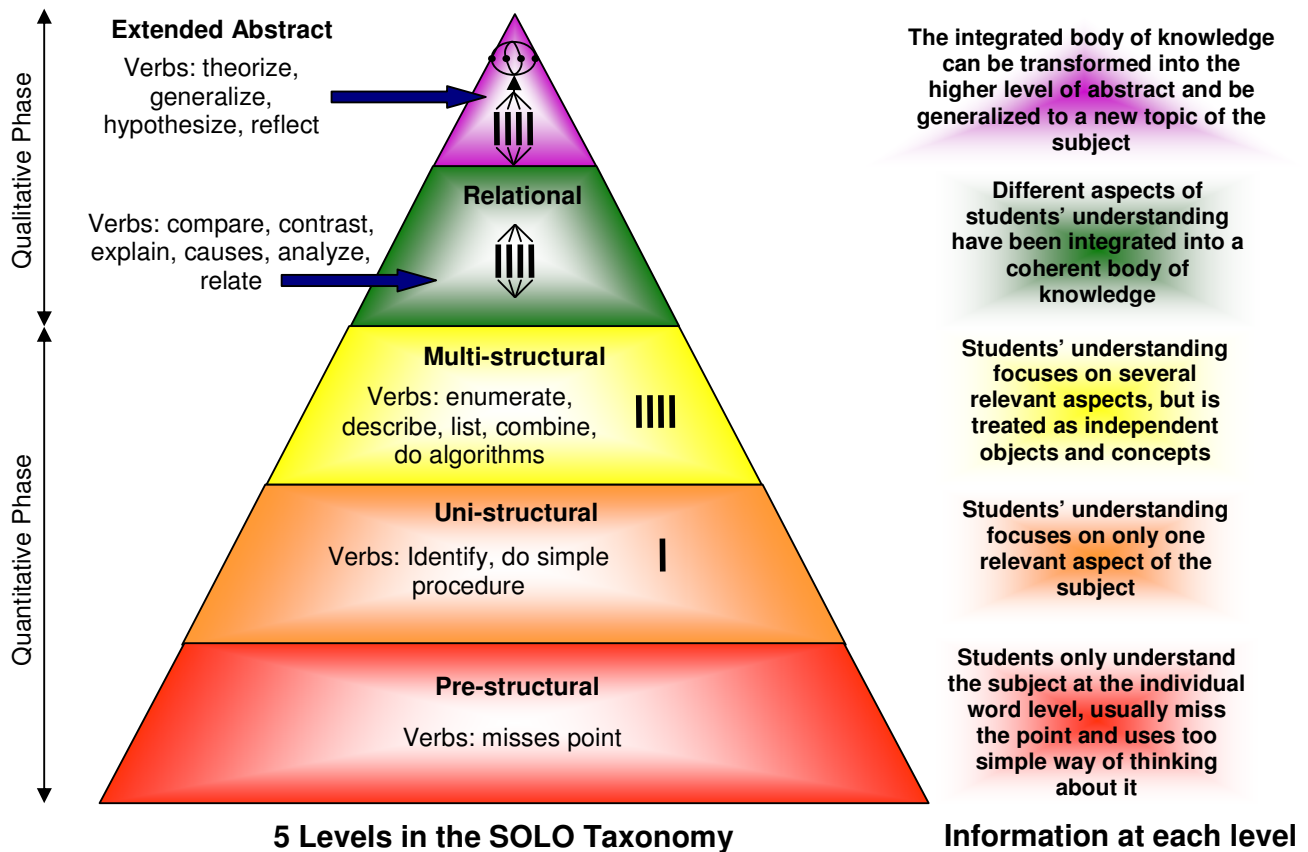 Qualitative Phase
Quantitative Phase
Extended Abstract
Verbs: theorize,
generalize,
hypothesize, reflect
Relational
Verbs: compare, contrast,
explain, causes, analyze,
relate
Multi-structural
Verbs: enumerate,
describe, list, combine,
do algorithms
Uni-structural
Verbs: Identify, do simple
procedure
Pre-structural
Verbs: misses point
5 Levels in the SOLO Taxonomy
The integrated body of knowledge
can be transformed into the
higher level of abstract and be
generalized to a new topic of the
subject
Different aspects of
students’ understanding
have been integrated into a
coherent body of
knowledge
Students’ understanding
focuses on several
relevant aspects, but is
treated as independent
objects and concepts
Students’ understanding
focuses on only one
relevant aspect of the
subject
Students only understand
the subject at the individual
word level, usually miss
the point and uses too
simple way of thinking
about it
Information at each level